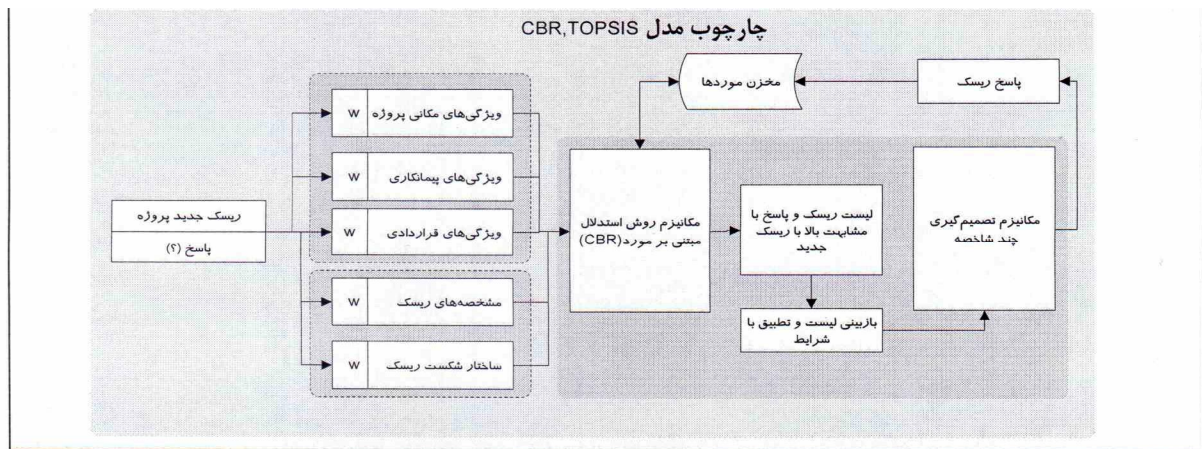 چارچوب مدل CBR,TOPSIS
پاسخ ریسک
مخزن موردها
ویژگی‌های مکانی پروژه
W
ویژگی‌های پیمانکاری
W
ویژگی‌های قراردادی
W
مشخصه‌های ریسک
W
ساختار شکست ریسک
W
ریسک جدید پروژه
پاسخ (؟)
مکانیزم روش استدلال
مبتنی بر مورد(CBR)
لیست ریسک و پاسخ با
مشابهت بالا با ریسک
جدید
بازبینی لیست و تطبیق با
شرایط
مکانیزم تصمیم‌گیری
چند شاخصه